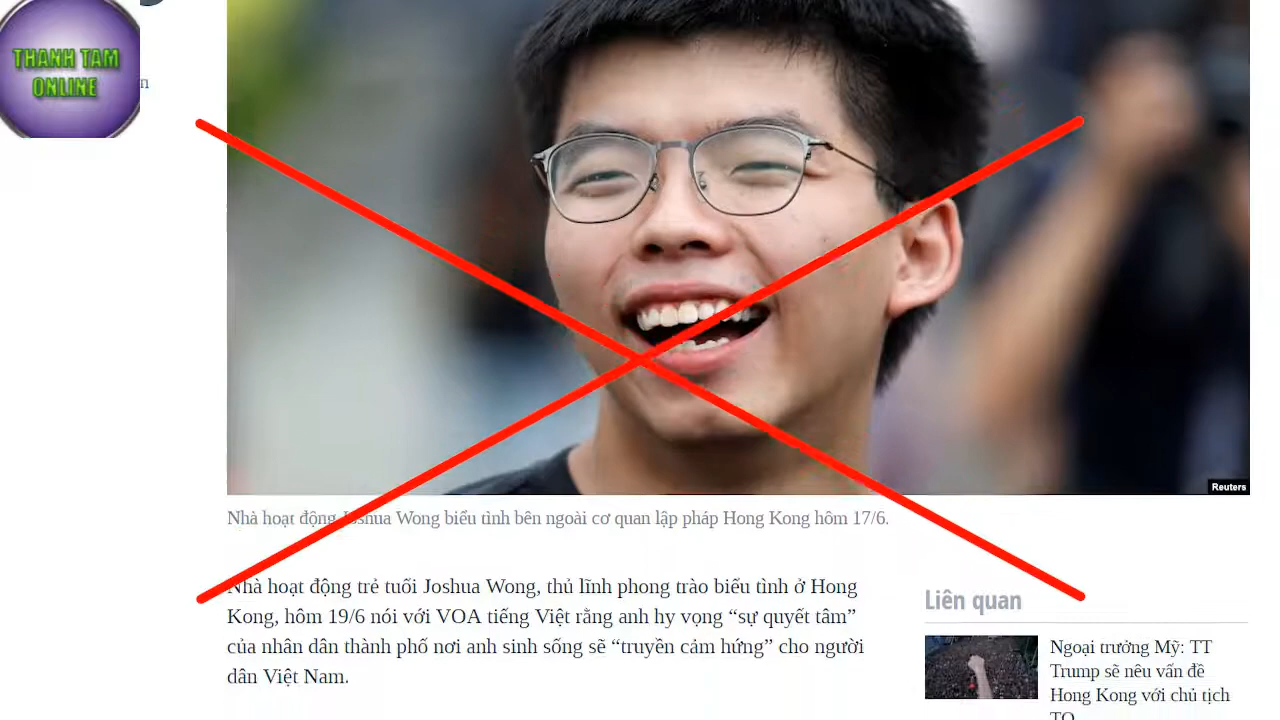 THANH TAM
ONLINE
Reuters
Nhà hoạt động Joshua Wong biểu tình bên ngoài cơ quan lập pháp Hong Kong hôm 17/6.
Nhà hoạt động trẻ tuổi Joshua Wong, thủ lĩnh phong trào biểu tình ở Hong
Kong, hôm 19/6 nói với VOA tiếng Việt rằng anh hy vọng “sự quyết tâm”
của nhân dân thành phố nơi anh sinh sống sẽ “truyền cảm hứng” cho người
dân Việt Nam.
Liên quan
Ngoại trưởng Mỹ: TT
Trump sẽ nêu vấn đề
Hong Kong với chủ tịch
TQ